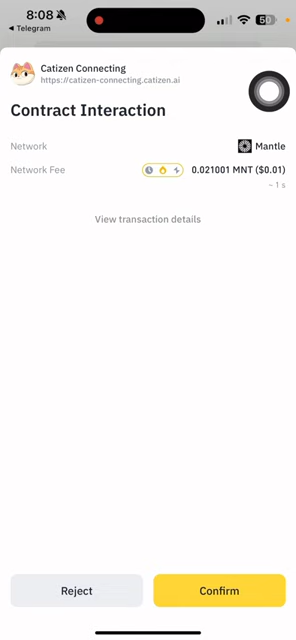 8:08
50
◀ Telegram
Catizen Connecting
https://catizen-connecting.catizen.ai
Contract Interaction
Network
Mantle
Network Fee
0.021001 MNT ($0.01)
~ 1 s
View transaction details
Reject
Confirm